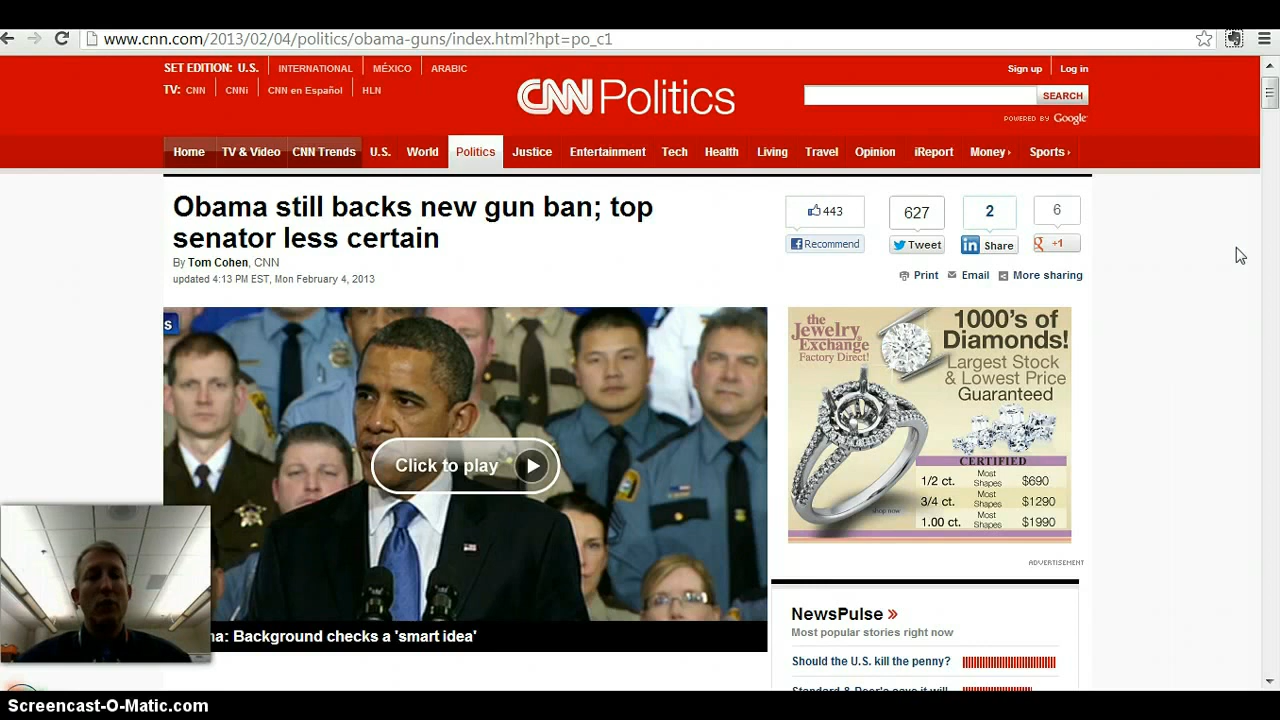 www.cnn.com/2013/02/04/politics/obama-guns/index.html?hpt=po_c1
SET EDITION: U.S. INTERNATIONAL MÉXICO ARABIC
TV: CNN CNNi CNN en Español HLN
CNN Politics
Sign up Log in
SEARCH
POWERED BY Google
Home TV & Video CNN Trends U.S. World Politics Justice Entertainment Tech Health Living Travel Opinion iReport Money Sports
Obama still backs new gun ban; top
senator less certain
By Tom Cohen, CNN
updated 4:13 PM EST, Mon February 4, 2013
443 627 2 6
Recommend Tweet in Share g +1
Print Email More sharing
s
Click to play
na: Background checks a 'smart idea'
the
Jewelry
Exchange
Factory Direct!
1000's of
Diamonds!
Largest Stock
& Lowest Price
Guaranteed
CERTIFIED
1/2 ct. Most Shapes $690
3/4 ct. Most Shapes $1290
1.00 ct. Most Shapes $1990
shop now
ADVERTISEMENT
NewsPulse »
Most popular stories right now
Should the U.S. kill the penny?
Screencast-O-Matic.com